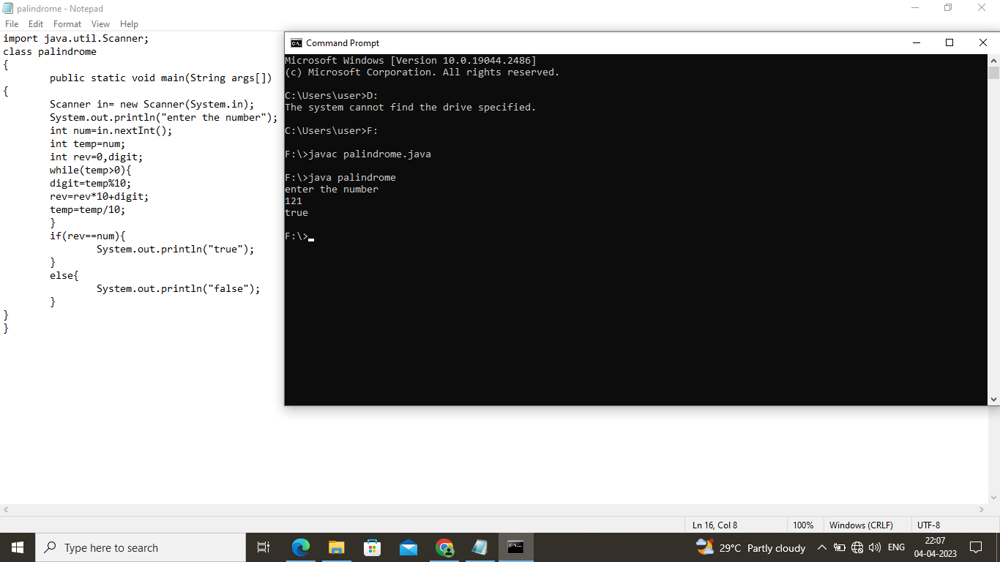 palindrome - Notepad
File Edit Format View Help
import java.util.Scanner;
class palindrome
{
public static void main(String args[])
{
Scanner in= new Scanner(System.in);
System.out.println("enter the number");
int num=in.nextInt();
int temp=num;
int rev=0,digit;
while(temp>0){
digit=temp%10;
rev=rev*10+digit;
temp=temp/10;
}
if(rev==num){
System.out.println("true");
}
else{
System.out.println("false");
}
}
}
Command Prompt
Microsoft Windows [Version 10.0.19044.2486]
(c) Microsoft Corporation. All rights reserved.
C:\Users\user>D:
The system cannot find the drive specified.
C:\Users\user>F:
F:\>javac palindrome.java
F:\>java palindrome
enter the number
121
true
F:\>
Ln 16, Col 8 100% Windows (CRLF) UTF-8
Type here to search
29°C Partly cloudy
ENG
22:07
04-04-2023